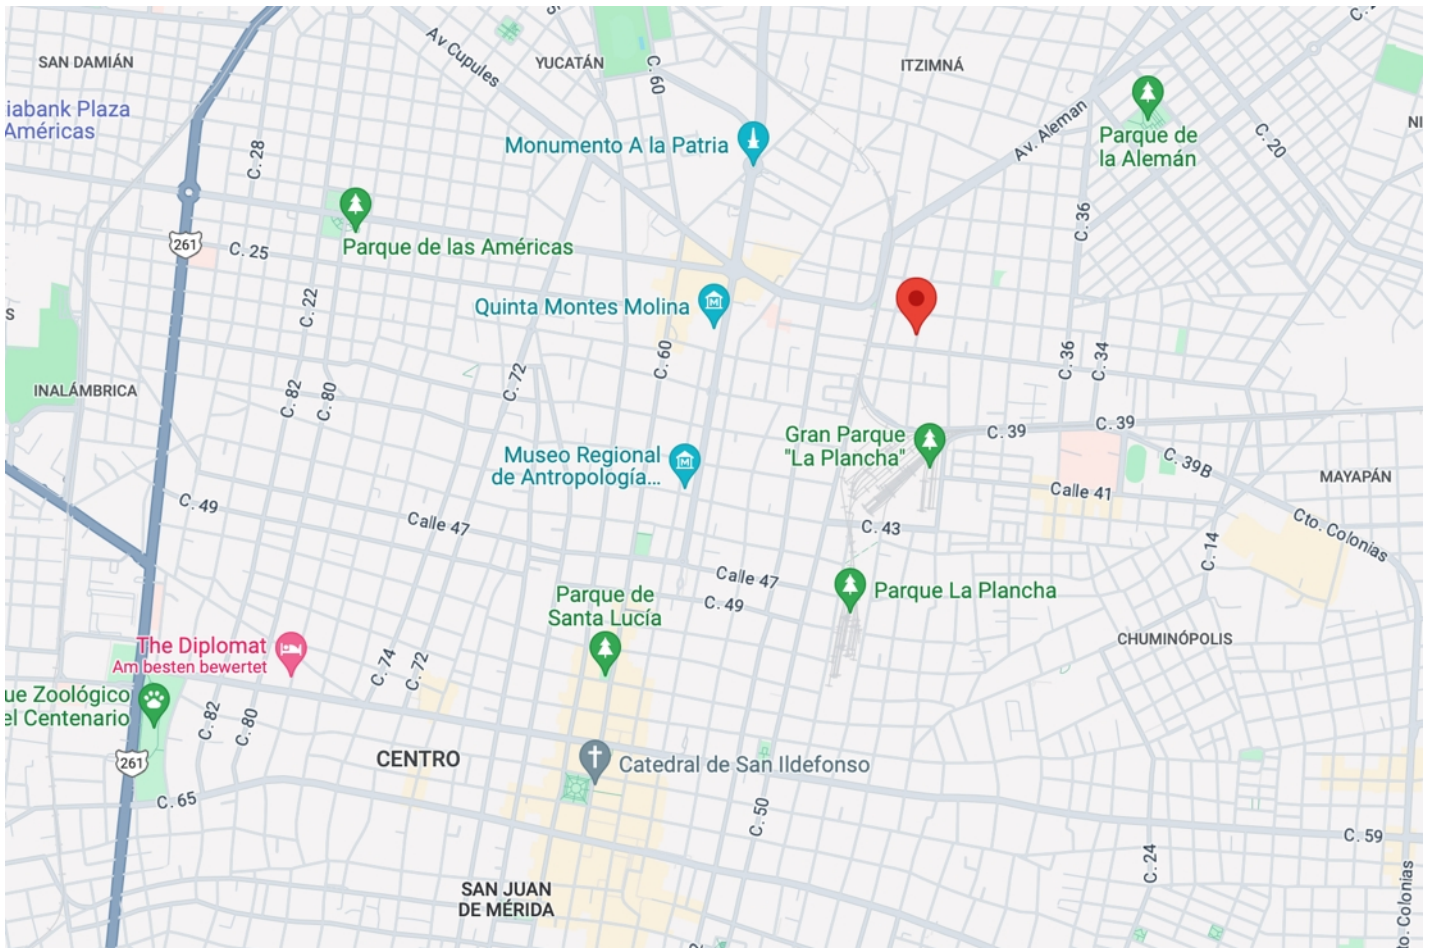 SAN DAMIÁN
Av Cupules
YUCATÁN
C. 60
ITZIMNÁ
iabank Plaza
Américas
Monumento A la Patria
Av. Aleman
Parque de
la Alemán
C. 20
NI
C. 28
C. 36
261
C. 25
Parque de las Américas
Quinta Montes Molina
C. 22
S
C. 60
C. 72
C. 36
C. 34
INALÁMBRICA
C. 82
C. 80
Gran Parque
"La Plancha"
C. 39
C. 39
C. 39B
MAYAPÁN
Museo Regional
de Antropología...
Calle 41
C. 49
Calle 47
C. 43
Cto. Colonias
C. 14
Calle 47
C. 49
Parque La Plancha
Parque de
Santa Lucía
CHUMINÓPOLIS
The Diplomat
Am besten bewertet
C. 74
C. 72
ue Zoológico
el Centenario
C. 82
C. 80
261
CENTRO
Catedral de San Ildefonso
C. 65
C. 50
C. 59
C. 24
SAN JUAN
DE MÉRIDA
to. Colonias